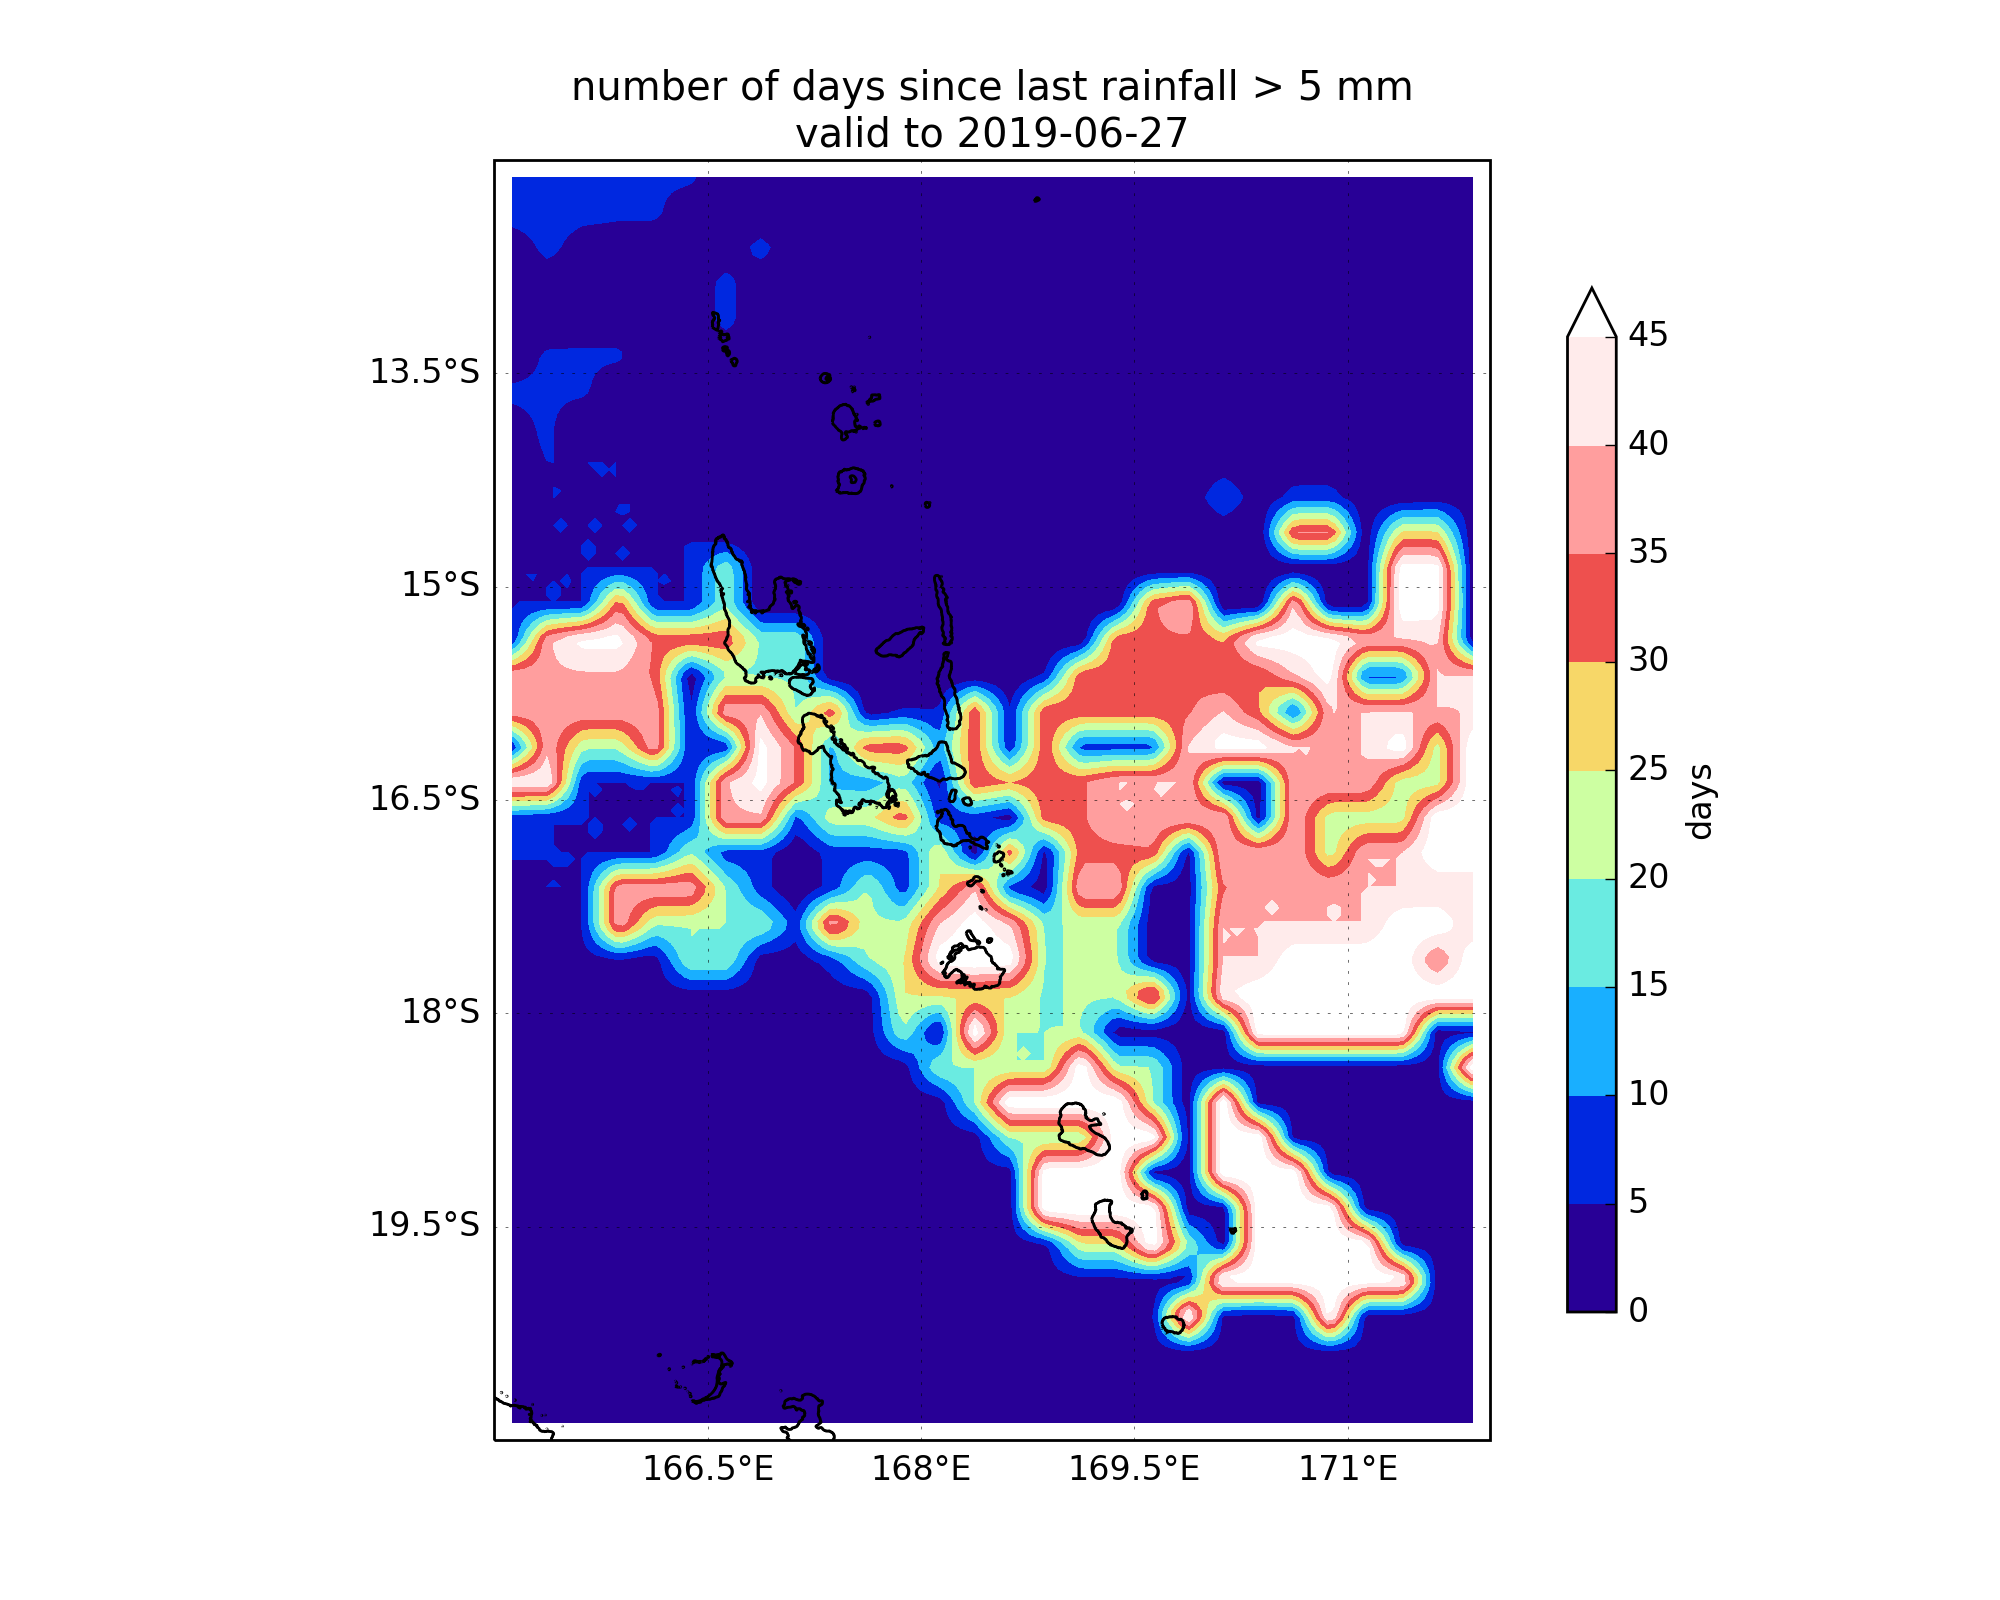 number of days since last rainfall > 5 mm
valid to 2019-06-27
13.5°S
15°S
16.5°S
18°S
19.5°S
166.5°E
168°E
169.5°E
171°E
45
40
35
30
25
20
15
10
5
0
days